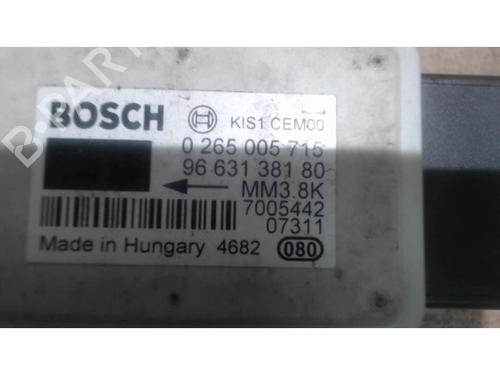 B-PARTS
BOSCH
KIS1 CEM00
0 265 005 715
96 631 381 80
MM3.8K
7005442
07311
Made in Hungary 4682 080